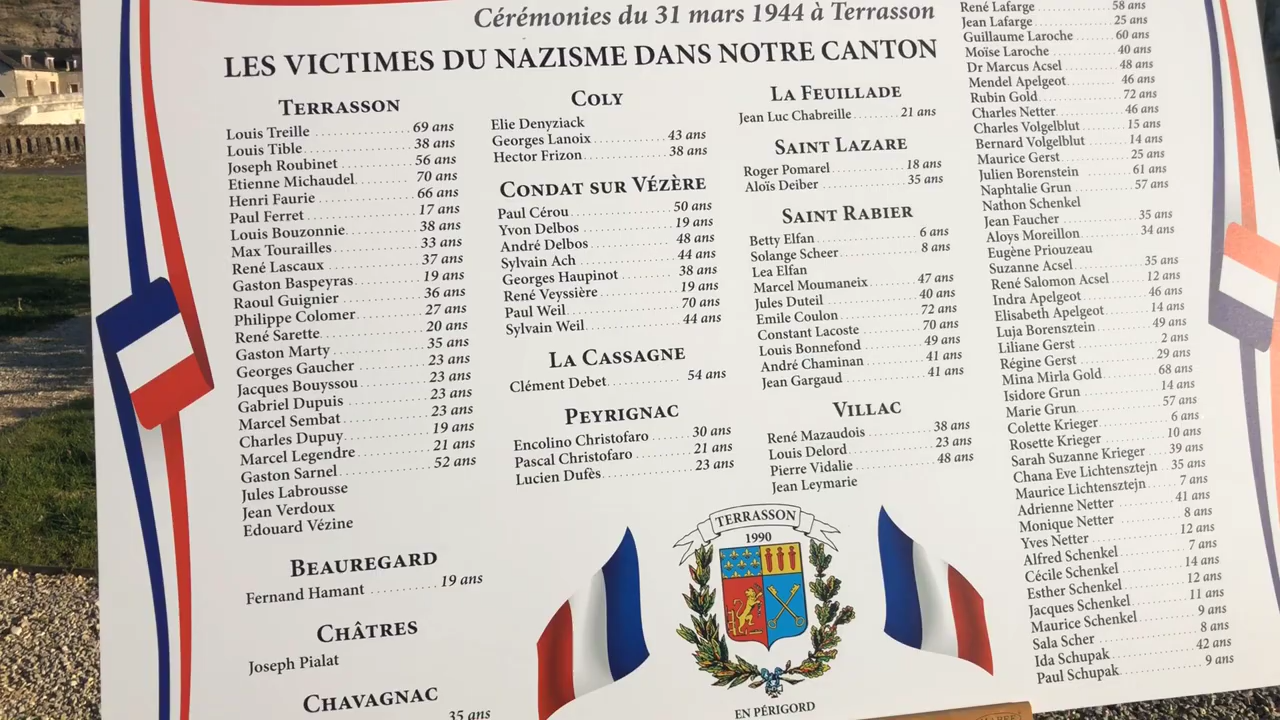 Cérémonies du 31 mars 1944 à Terrasson
LES VICTIMES DU NAZISME DANS NOTRE CANTON
TERRASSON
Louis Treille 69 ans
Louis Tible 38 ans
Joseph Roubinet 56 ans
Etienne Michaudel 70 ans
Henri Faurie 66 ans
Paul Ferret 17 ans
Louis Bouzonnie 38 ans
Max Tourailles 33 ans
René Lascaux 37 ans
Gaston Baspeyras 19 ans
Raoul Guignier 36 ans
Philippe Colomer 27 ans
René Sarette 20 ans
Gaston Marty 35 ans
Georges Gaucher 23 ans
Jacques Bouyssou 23 ans
Gabriel Dupuis 23 ans
Marcel Sembat 23 ans
Charles Dupuy 19 ans
Marcel Legendre 21 ans
Gaston Sarnel 52 ans
Jules Labrousse
Jean Verdoux
Edouard Vézine
BEAUREGARD
Fernand Hamant 19 ans
CHÂTRES
Joseph Pialat
CHAVAGNAC
35 ans
COLY
Elie Denyziack
Georges Lanoix 43 ans
Hector Frizon 38 ans
CONDAT SUR VÉZÈRE
Paul Cérou 50 ans
Yvon Delbos 19 ans
André Delbos 48 ans
Sylvain Ach 44 ans
Georges Haupinot 38 ans
René Veyssière 19 ans
Paul Weil 70 ans
Sylvain Weil 44 ans
LA CASSAGNE
Clément Debet 54 ans
PEYRIGNAC
Encolino Christofaro 30 ans
Pascal Christofaro 21 ans
Lucien Dufès 23 ans
LA FEUILLADE
Jean Luc Chabreille 21 ans
SAINT LAZARE
Roger Pomarel 18 ans
Aloïs Deiber 35 ans
SAINT RABIER
Betty Elfan 6 ans
Solange Scheer 8 ans
Lea Elfan
Marcel Moumaneix 47 ans
Jules Duteil 40 ans
Emile Coulon 72 ans
Constant Lacoste 70 ans
Louis Bonnefond 49 ans
André Chaminan 41 ans
Jean Gargaud 41 ans
VILLAC
René Mazaudois 38 ans
Louis Delord 23 ans
Pierre Vidalie 48 ans
Jean Leymarie
TERRASSON
1990
EN PÉRIGORD
René Lafarge 58 ans
Jean Lafarge 25 ans
Guillaume Laroche 60 ans
Moïse Laroche 40 ans
Dr Marcus Acsel 48 ans
Mendel Apelgeot 46 ans
Rubin Gold 72 ans
Charles Netter 46 ans
Charles Volgelblut 15 ans
Bernard Volgelblut 14 ans
Maurice Gerst 25 ans
Julien Borenstein 61 ans
Naphtalie Grun 57 ans
Nathon Schenkel
Jean Faucher 35 ans
Aloys Moreillon 34 ans
Eugène Priouzeau
Suzanne Acsel 35 ans
René Salomon Acsel 12 ans
Indra Apelgeot 46 ans
Elisabeth Apelgeot 14 ans
Luja Borensztein 49 ans
Liliane Gerst 2 ans
Régine Gerst 29 ans
Mina Mirla Gold 68 ans
Isidore Grun 14 ans
Marie Grun 57 ans
Colette Krieger 6 ans
Rosette Krieger 10 ans
Sarah Suzanne Krieger 39 ans
Chana Eve Lichtensztejn 35 ans
Maurice Lichtensztejn 7 ans
Adrienne Netter 41 ans
Monique Netter 8 ans
Yves Netter 12 ans
Alfred Schenkel 7 ans
Cécile Schenkel 14 ans
Esther Schenkel 12 ans
Jacques Schenkel 11 ans
Maurice Schenkel 9 ans
Sala Scher 8 ans
Ida Schupak 42 ans
Paul Schupak 9 ans